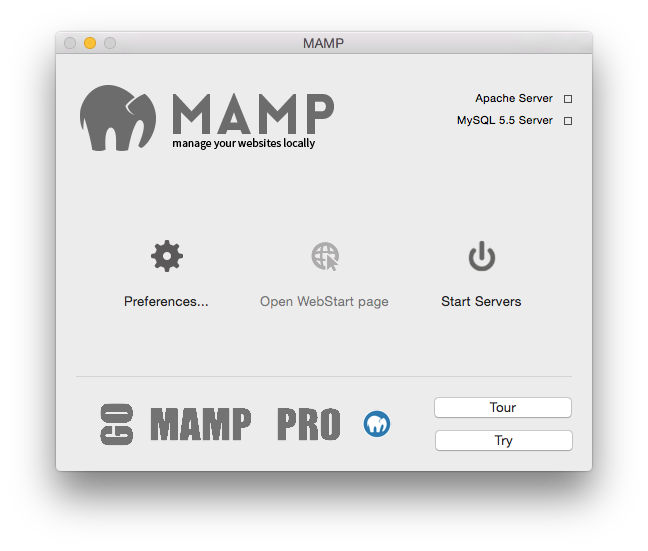 MAMP
MAMP
manage your websites locally
Apache Server
MySQL 5.5 Server
Preferences...
Open WebStart page
Start Servers
GO MAMP PRO
Tour
Try